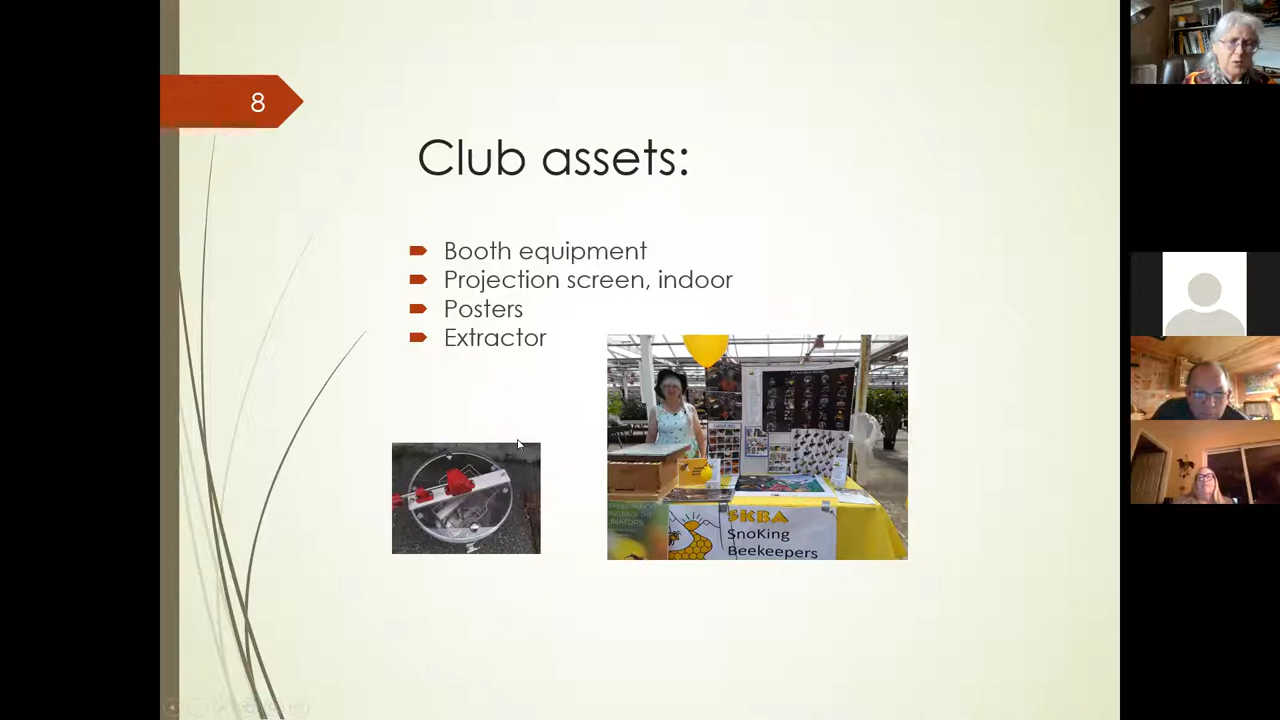 8
Club assets:
Booth equipment
Projection screen, indoor
Posters
Extractor
SKBA
SnoKing
Beekeepers